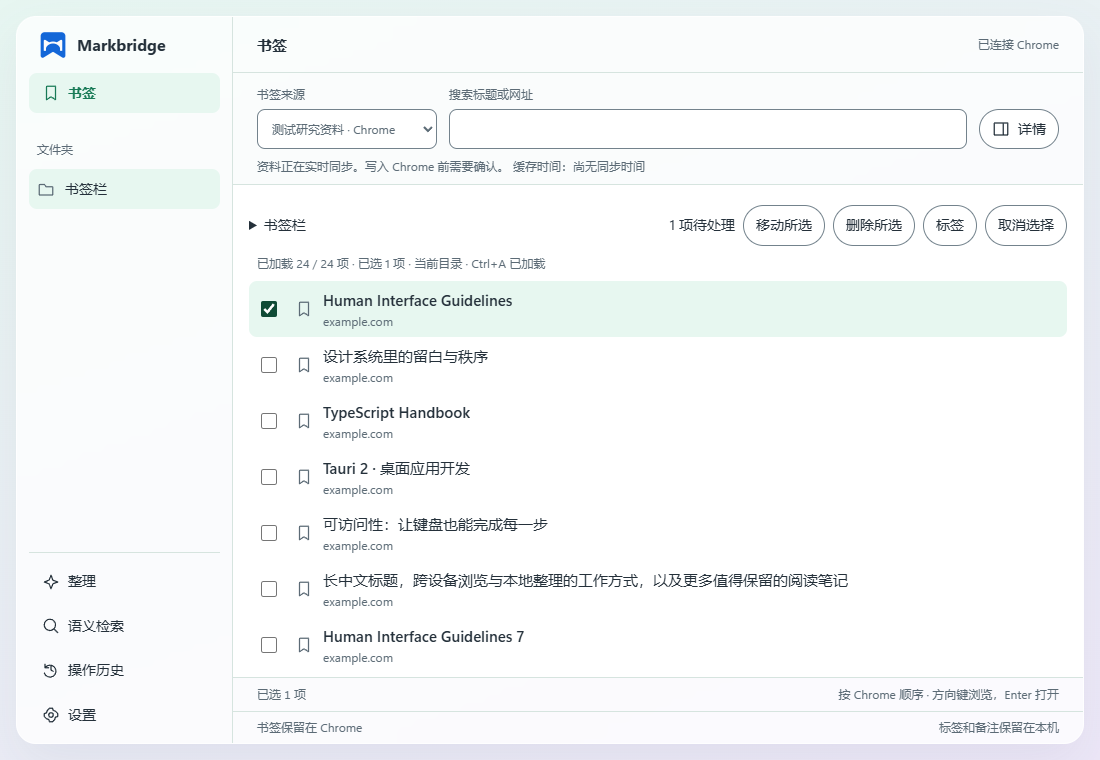 Markbridge
书签
文件夹
书签栏
整理
语义检索
操作历史
设置
书签
已连接 Chrome
书签来源
搜索标题或网址
测试研究资料 · Chrome
详情
资料正在实时同步。写入 Chrome 前需要确认。 缓存时间：尚无同步时间
书签栏
1 项待处理
移动所选
删除所选
标签
取消选择
已加载 24 / 24 项 · 已选 1 项 · 当前目录 · Ctrl+A 已加载
Human Interface Guidelines
example.com
设计系统里的留白与秩序
example.com
TypeScript Handbook
example.com
Tauri 2 · 桌面应用开发
example.com
可访问性：让键盘也能完成每一步
example.com
长中文标题，跨设备浏览与本地整理的工作方式，以及更多值得保留的阅读笔记
example.com
Human Interface Guidelines 7
example.com
已选 1 项
按 Chrome 顺序 · 方向键浏览，Enter 打开
书签保留在 Chrome
标签和备注保留在本机